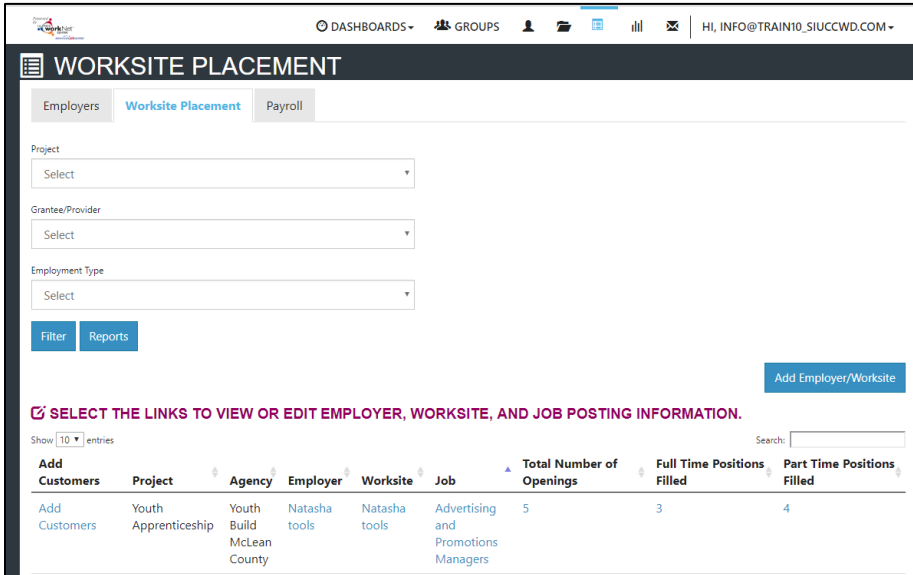 Powered by
workNet
DASHBOARDS GROUPS HI, INFO@TRAIN10_SIUCCWD.COM
WORKSITE PLACEMENT
Employers Worksite Placement Payroll
Project
Select
Grantee/Provider
Select
Employment Type
Select
Filter Reports
Add Employer/Worksite
SELECT THE LINKS TO VIEW OR EDIT EMPLOYER, WORKSITE, AND JOB POSTING INFORMATION.
Show 10 entries Search:
Add Total Number of Full Time Positions Part Time Positions
Customers Project Agency Employer Worksite Job Openings Filled Filled
Add Youth Youth Natasha Natasha Advertising 5 3 4
Customers Apprenticeship Build tools tools and
McLean Promotions
County Managers